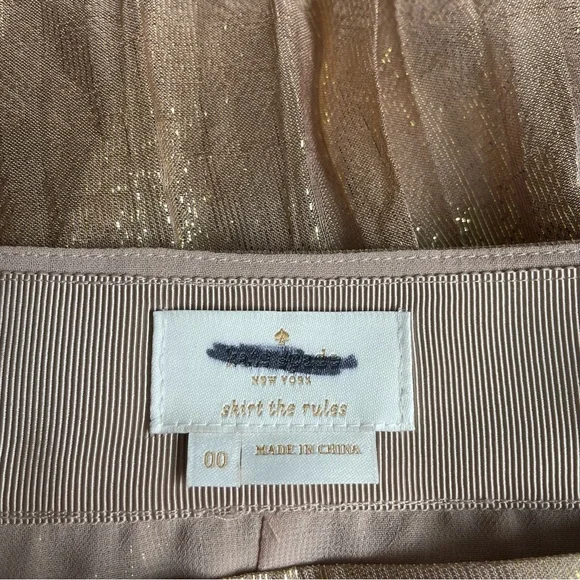 NEW YORK
skirt the rules
00
MADE IN CHINA